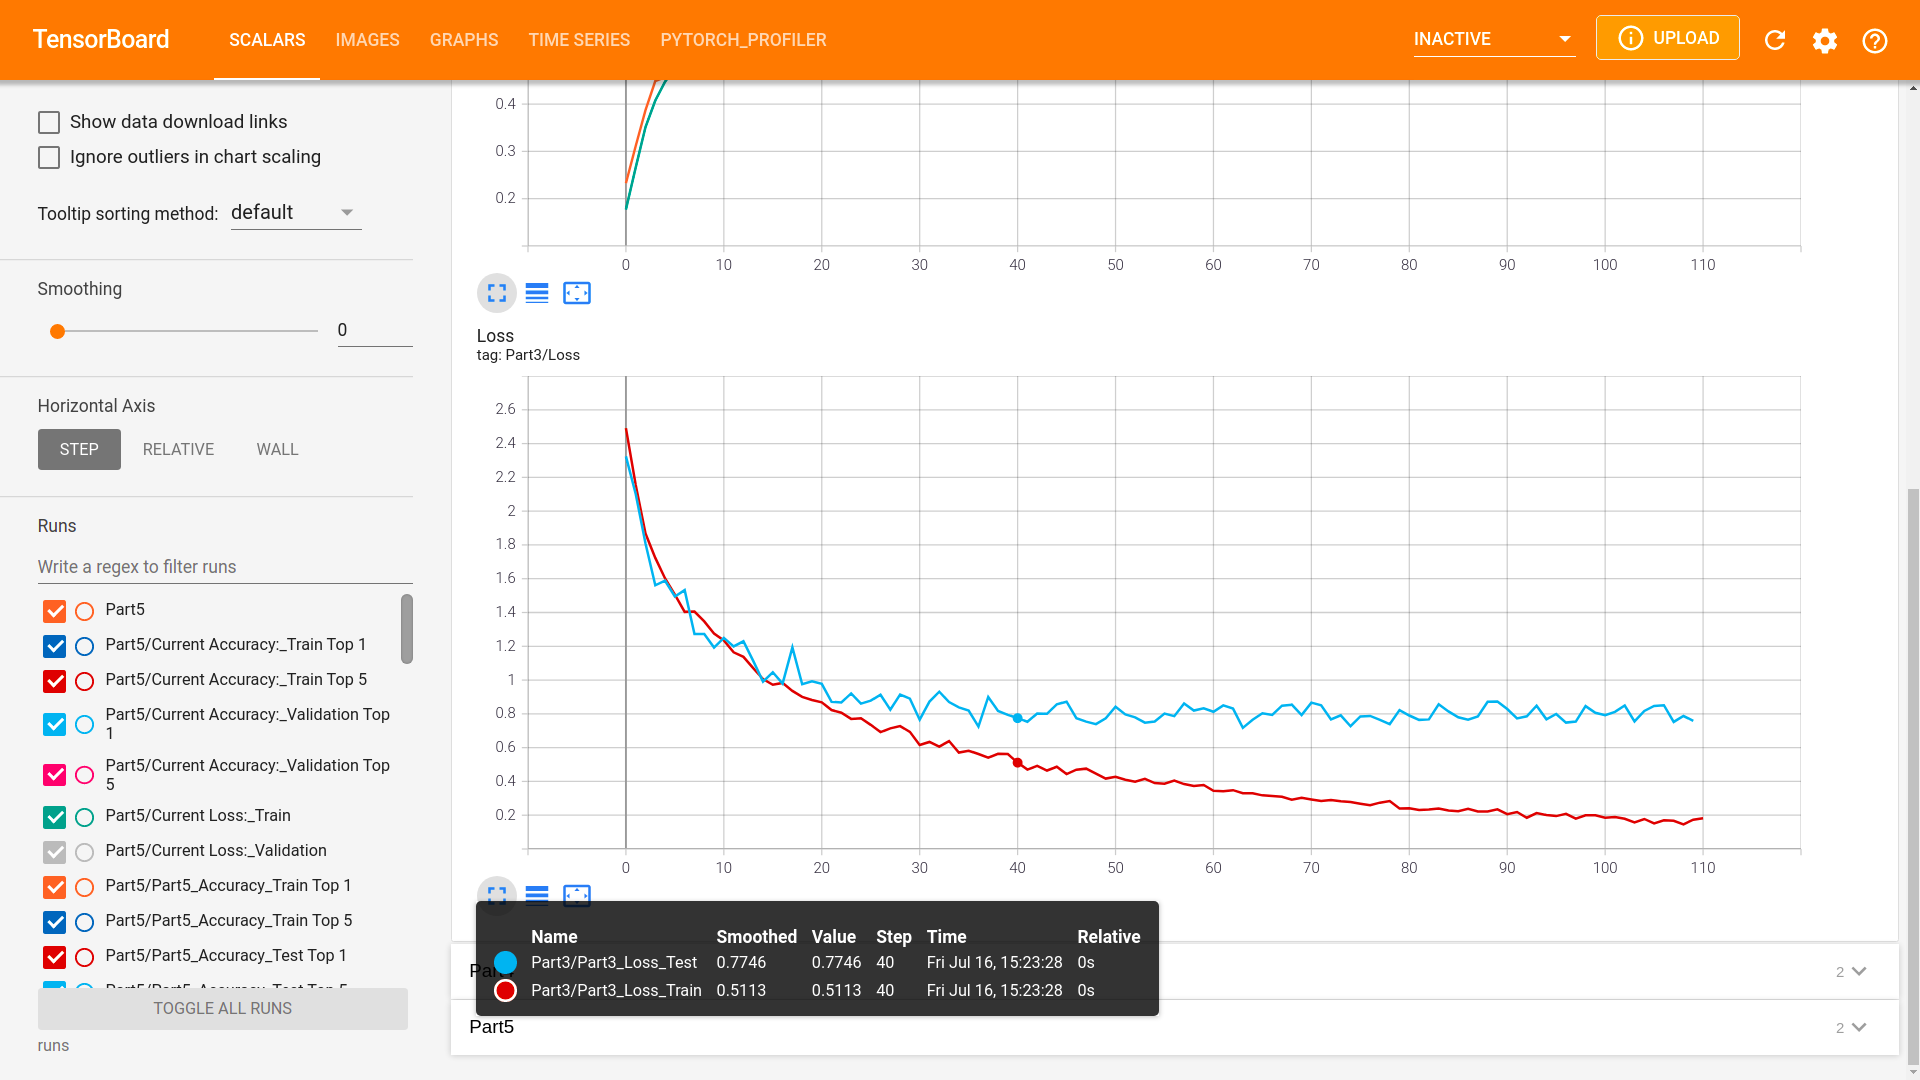 TensorBoard SCALARS IMAGES GRAPHS TIME SERIES PYTORCH_PROFILER INACTIVE UPLOAD
Show data download links
Ignore outliers in chart scaling
Tooltip sorting method: default
Smoothing
0
Horizontal Axis
STEP RELATIVE WALL
Runs
Write a regex to filter runs
Part5
Part5/Current Accuracy:_Train Top 1
Part5/Current Accuracy:_Train Top 5
Part5/Current Accuracy:_Validation Top
1
Part5/Current Accuracy:_Validation Top
5
Part5/Current Loss:_Train
Part5/Current Loss:_Validation
Part5/Part5_Accuracy_Train Top 1
Part5/Part5_Accuracy_Train Top 5
Part5/Part5_Accuracy_Test Top 1
Part5/Part5_Accuracy_Test Top 5
TOGGLE ALL RUNS
runs
0.4
0.3
0.2
0 10 20 30 40 50 60 70 80 90 100 110
Loss
tag: Part3/Loss
2.6
2.4
2.2
2
1.8
1.6
1.4
1.2
1
0.8
0.6
0.4
0.2
0 10 20 30 40 50 60 70 80 90 100 110
Name Smoothed Value Step Time Relative
Part3/Part3_Loss_Test 0.7746 0.7746 40 Fri Jul 16, 15:23:28 0s
Part3/Part3_Loss_Train 0.5113 0.5113 40 Fri Jul 16, 15:23:28 0s
2
Part5 2